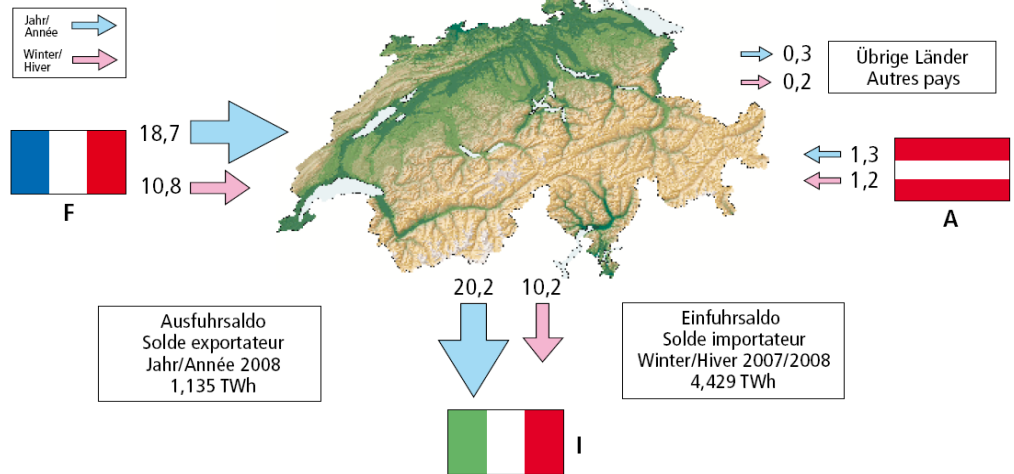 Jahr/
Année
Winter/
Hiver
0,3
0,2
Übrige Länder
Autres pays
18,7
10,8
F
1,3
1,2
A
20,2
10,2
Ausfuhrsaldo
Solde exportateur
Jahr/Année 2008
1,135 TWh
Einfuhrsaldo
Solde importateur
Winter/Hiver 2007/2008
4,429 TWh
I